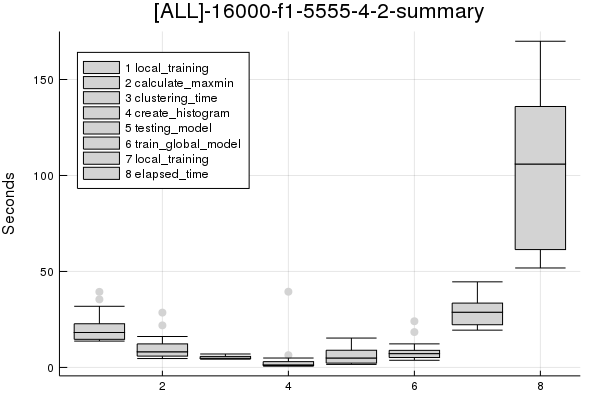 [ALL]-16000-f1-5555-4-2-summary
Seconds
150
100
50
0
1 local_training
2 calculate_maxmin
3 clustering_time
4 create_histogram
5 testing_model
6 train_global_model
7 local_training
8 elapsed_time
2 4 6 8